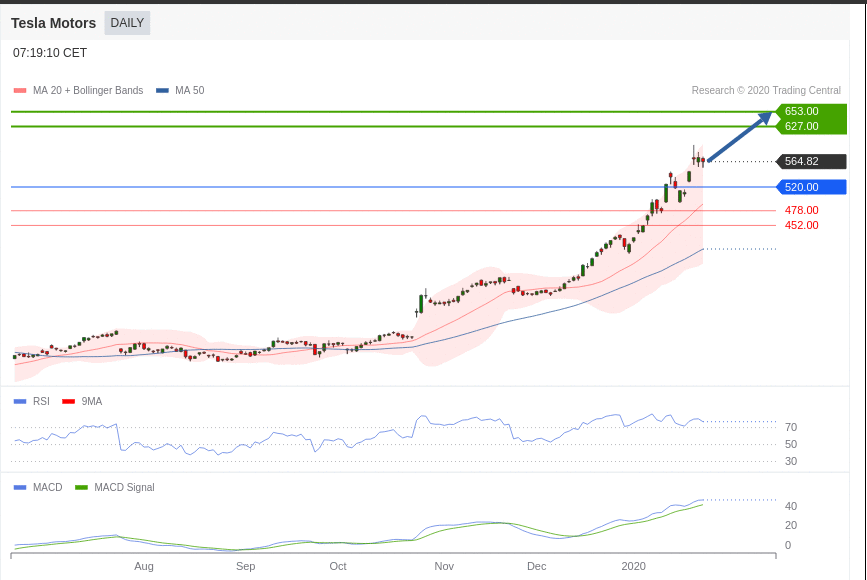 Tesla Motors DAILY
07:19:10 CET
MA 20 + Bollinger Bands MA 50 Research © 2020 Trading Central
653.00
627.00
564.82
520.00
478.00
452.00
RSI 9MA
70
50
30
MACD MACD Signal
40
20
0
Aug Sep Oct Nov Dec 2020